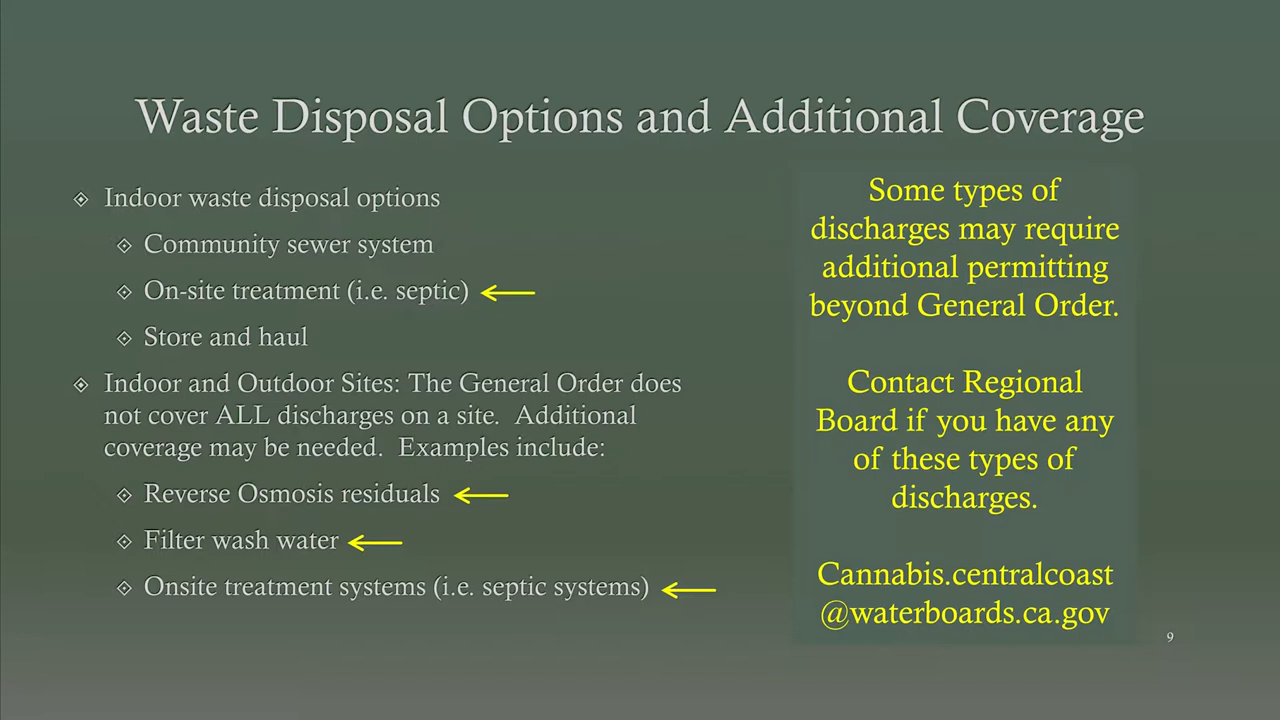 Waste Disposal Options and Additional Coverage
Indoor waste disposal options
Community sewer system
On-site treatment (i.e. septic)
Store and haul
Indoor and Outdoor Sites: The General Order does
not cover ALL discharges on a site.  Additional
coverage may be needed.  Examples include:
Reverse Osmosis residuals
Filter wash water
Onsite treatment systems (i.e. septic systems)
Some types of
discharges may require
additional permitting
beyond General Order.
Contact Regional
Board if you have any
of these types of
discharges.
Cannabis.centralcoast
@waterboards.ca.gov
9